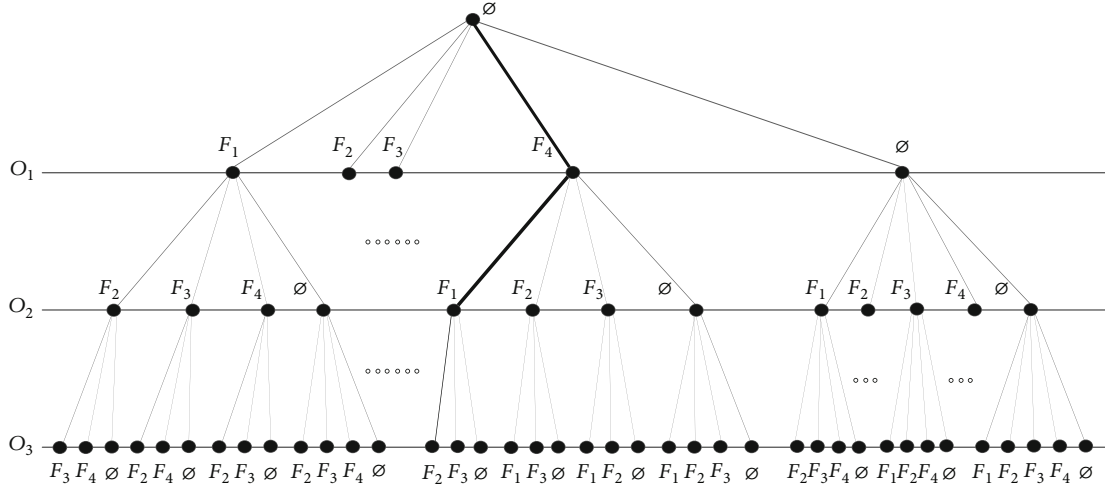 ∅
F₁ F₂ F₃ F₄ ∅
O₁
F₂ F₃ F₄ ∅ F₁ F₂ F₃ ∅ F₁ F₂ F₃ F₄ ∅
O₂
O₃
F₃ F₄ ∅ F₂ F₄ ∅ F₂ F₃ ∅ F₂ F₃ F₄ ∅ F₂ F₃ ∅ F₁ F₃ ∅ F₁ F₂ ∅ F₁ F₂ F₃ ∅ F₂ F₃ F₄ ∅ F₁ F₂ F₄ ∅ F₁ F₂ F₃ F₄ ∅